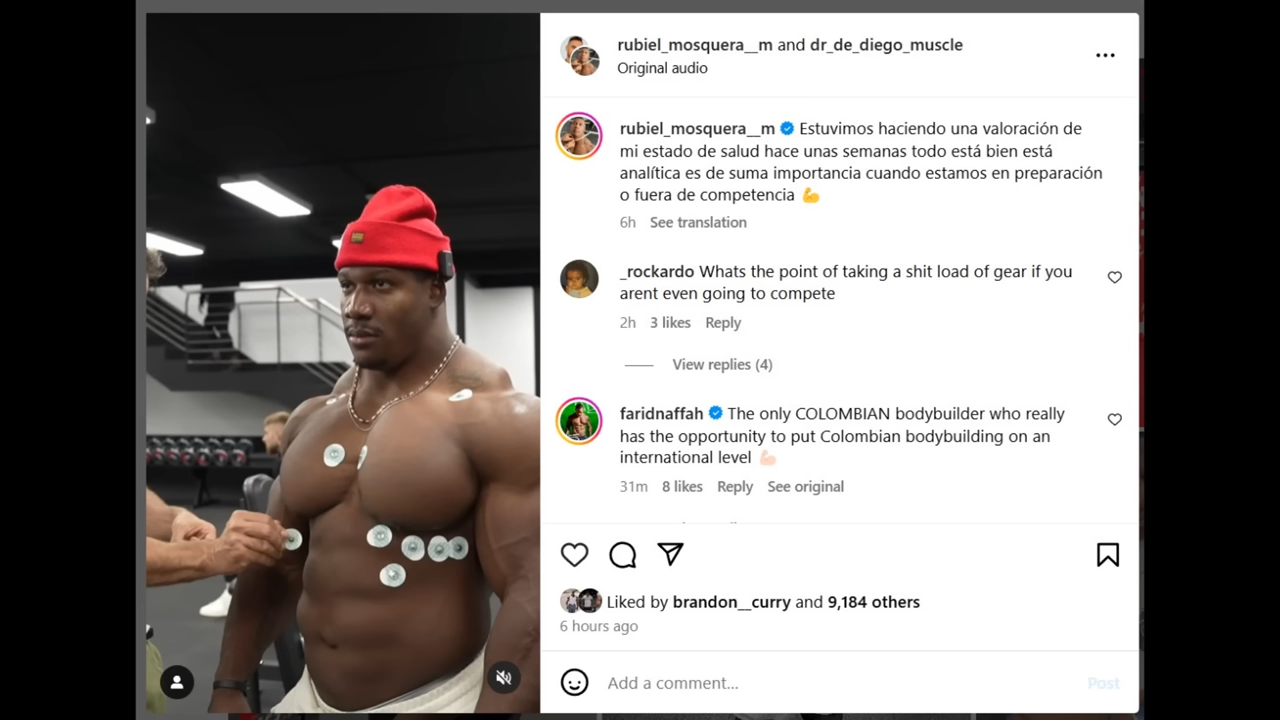 rubiel_mosquera__m and dr_de_diego_muscle
Original audio
rubiel_mosquera__m Estuvimos haciendo una valoración de
mi estado de salud hace unas semanas todo está bien está
analítica es de suma importancia cuando estamos en preparación
o fuera de competencia 💪
6h See translation
_rockardo Whats the point of taking a shit load of gear if you
arent even going to compete
2h 3 likes Reply
View replies (4)
faridnaffah The only COLOMBIAN bodybuilder who really
has the opportunity to put Colombian bodybuilding on an
international level 💪🏻
31m 8 likes Reply See original
Liked by brandon__curry and 9,184 others
6 hours ago
Add a comment...
Post